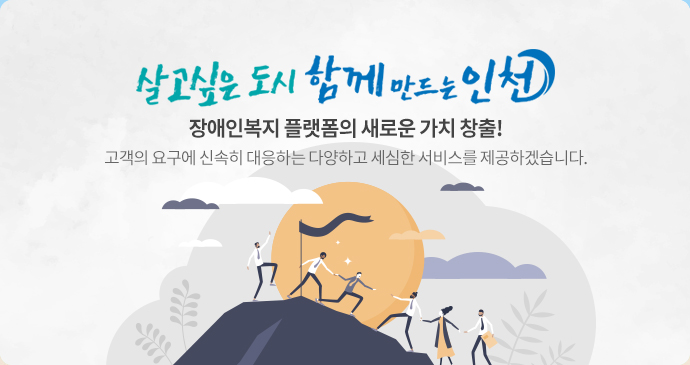 살고싶은 도시 함께 만드는 인천
장애인복지 플랫폼의 새로운 가치 창출!
고객의 요구에 신속히 대응하는 다양하고 세심한 서비스를 제공하겠습니다.